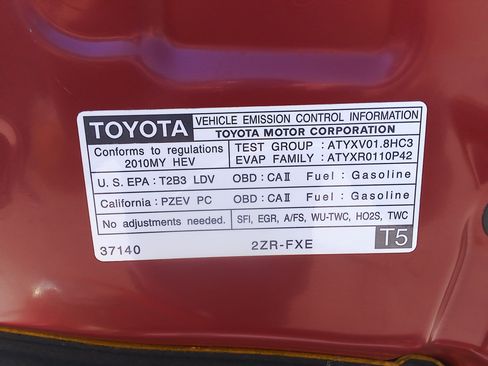 TOYOTA
VEHICLE EMISSION CONTROL INFORMATION
TOYOTA MOTOR CORPORATION
Conforms to regulations
2010MY HEV
TEST GROUP : ATYXV01.8HC3
EVAP FAMILY : ATYXR0110P42
U.S. EPA : T2B3 LDV OBD : CAⅡ Fuel : Gasoline
California : PZEV PC OBD : CAⅡ Fuel : Gasoline
No adjustments needed. SFI, EGR, A/FS, WU-TWC, HO2S, TWC
37140 2ZR-FXE T5